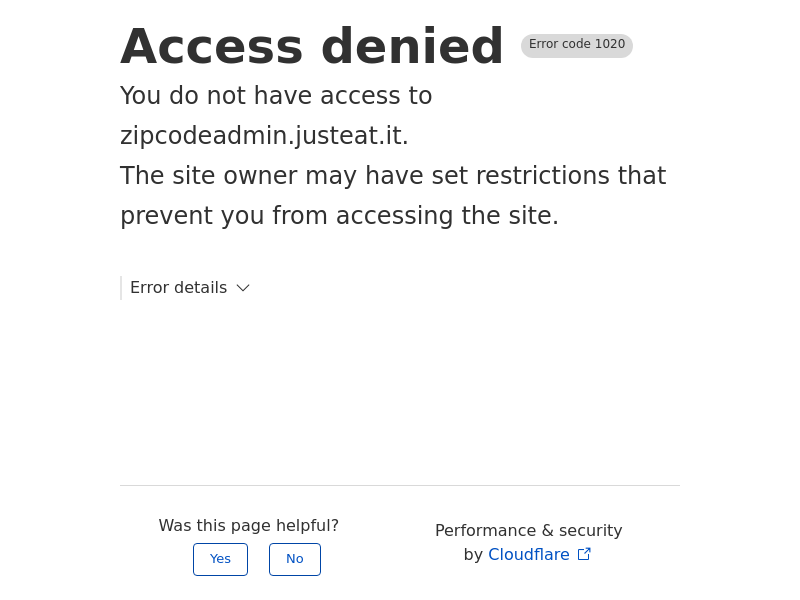 Access denied Error code 1020
You do not have access to
zipcodeadmin.justeat.it.
The site owner may have set restrictions that
prevent you from accessing the site.
Error details
Was this page helpful?
Yes No
Performance & security
by Cloudflare